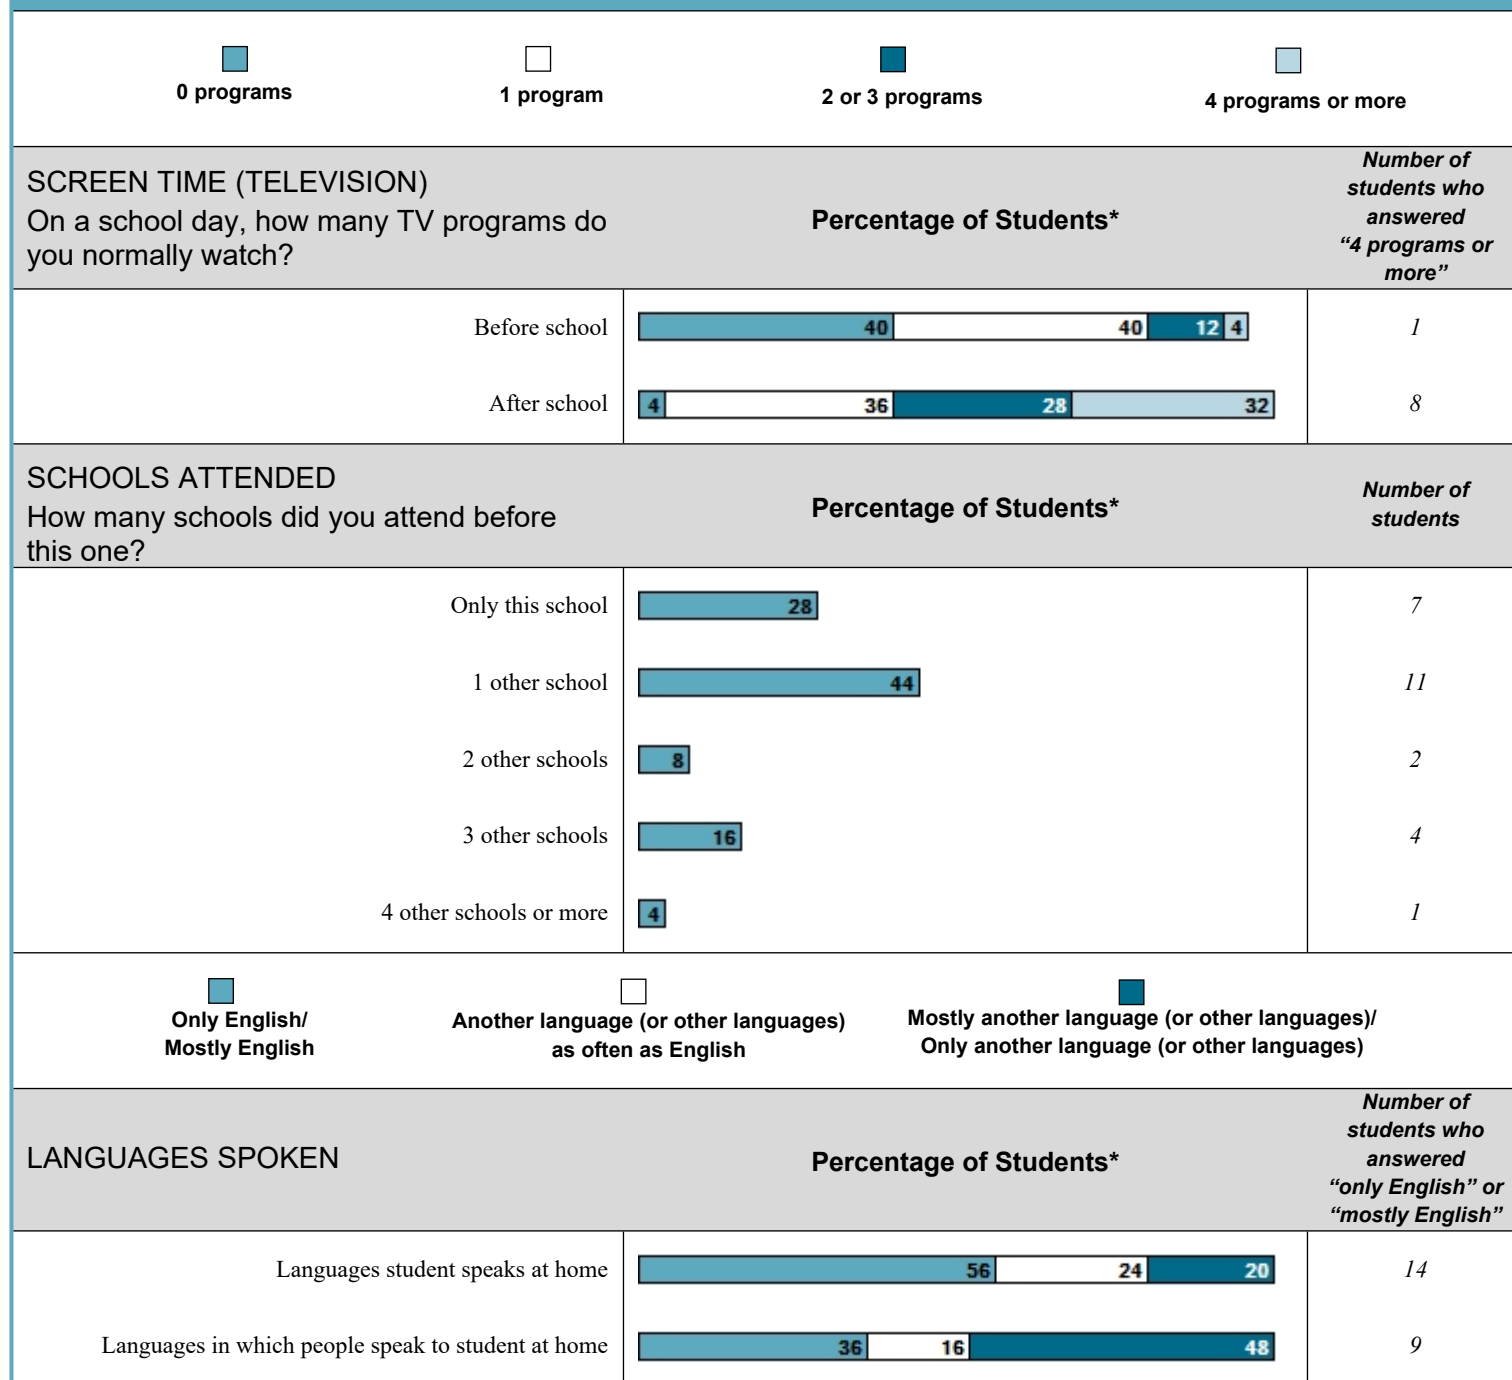 0 programs
1 program
2 or 3 programs
4 programs or more
SCREEN TIME (TELEVISION)
On a school day, how many TV programs do
you normally watch?
Percentage of Students*
Number of
students who
answered
“4 programs or
more”
Before school
40 40 12 4
1
After school
4 36 28 32
8
SCHOOLS ATTENDED
How many schools did you attend before
this one?
Percentage of Students*
Number of
students
Only this school
28
7
1 other school
44
11
2 other schools
8
2
3 other schools
16
4
4 other schools or more
4
1
Only English/
Mostly English
Another language (or other languages)
as often as English
Mostly another language (or other languages)/
Only another language (or other languages)
LANGUAGES SPOKEN
Percentage of Students*
Number of
students who
answered
“only English” or
“mostly English”
Languages student speaks at home
56 24 20
14
Languages in which people speak to student at home
36 16 48
9